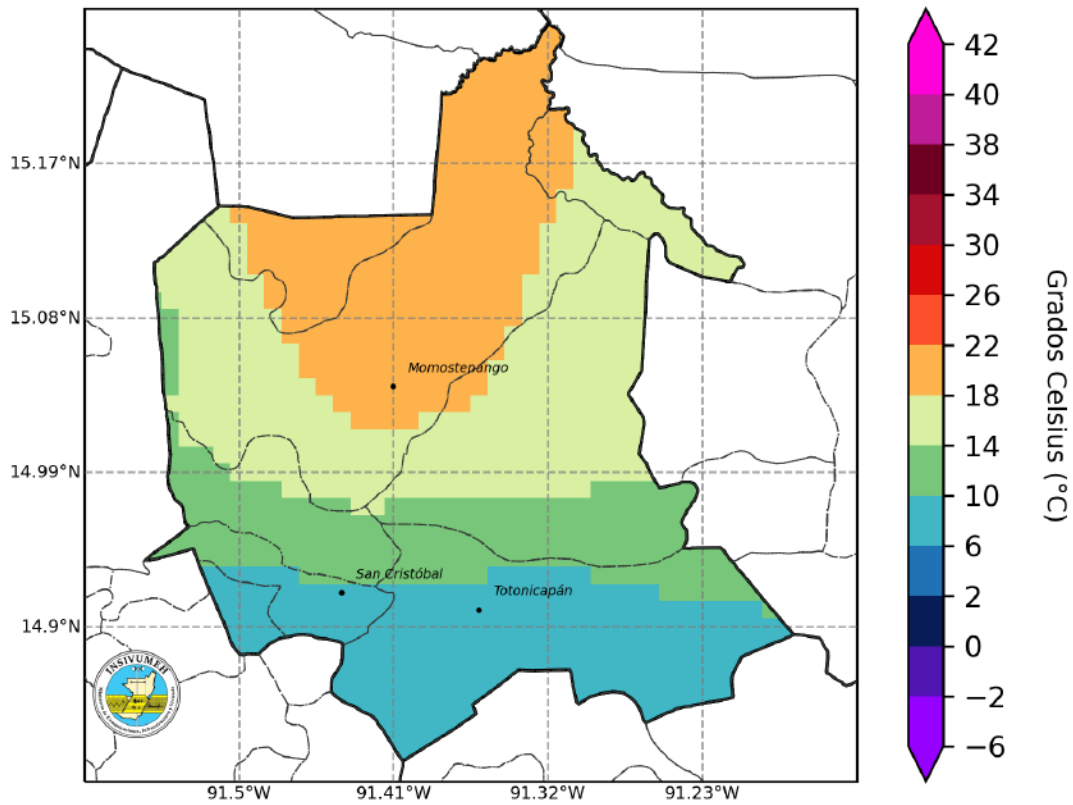 15.17°N
15.08°N
14.99°N
14.9°N
91.5°W
91.41°W
91.32°W
91.23°W
Momostenango
San Cristóbal
Totonicapán
INSIVUMEH
42
40
38
34
30
26
22
18
14
10
6
2
0
−2
−6
Grados Celsius (°C)